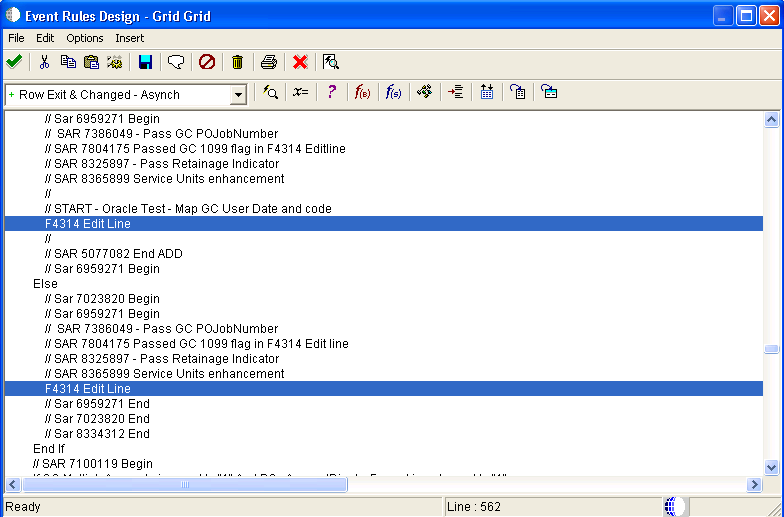 Event Rules Design - Grid Grid
File Edit Options Insert
+ Row Exit & Changed - Asynch
x= ? f(B) f(S)
// Sar 6959271 Begin
// SAR 7386049 - Pass GC POJobNumber
// SAR 7804175 Passed GC 1099 flag in F4314 Editline
// SAR 8325897 - Pass Retainage Indicator
// SAR 8365899 Service Units enhancement
//
// START - Oracle Test - Map GC User Date and code
F4314 Edit Line
//
// SAR 5077082 End ADD
// Sar 6959271 Begin
Else
// Sar 7023820 Begin
// Sar 6959271 Begin
// SAR 7386049 - Pass GC POJobNumber
// SAR 7804175 Passed GC 1099 flag in F4314 Edit line
// SAR 8325897 - Pass Retainage Indicator
// SAR 8365899 Service Units enhancement
F4314 Edit Line
// Sar 6959271 End
// Sar 7023820 End
// Sar 8334312 End
End If
// SAR 7100119 Begin
Ready
Line : 562